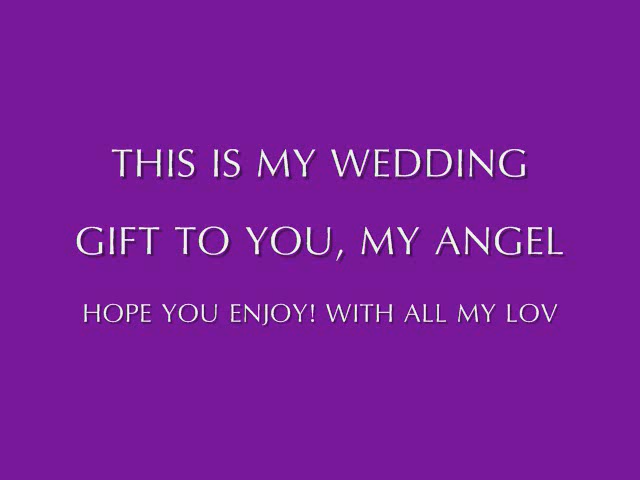 THIS IS MY WEDDING
GIFT TO YOU, MY ANGEL
HOPE YOU ENJOY! WITH ALL MY LOV